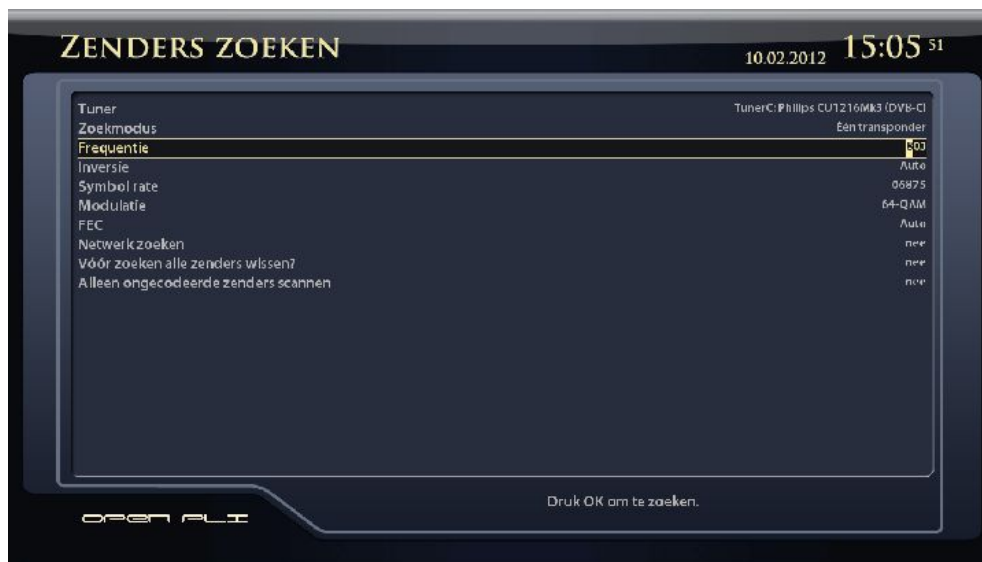 ZENDERS ZOEKEN
10.02.2012 15:05 51
Tuner TunerC: Philips CU1216Mk3 (DVB-C)
Zoekmodus Één transponder
Frequentie 603
Inversie Auto
Symbol rate 06875
Modulatie 64-QAM
FEC Auto
Netwerk zoeken nee
Vóór zoeken alle zenders wissen? nee
Alleen ongecodeerde zenders scannen nee
Druk OK om te zoeken.
OPEN PLI